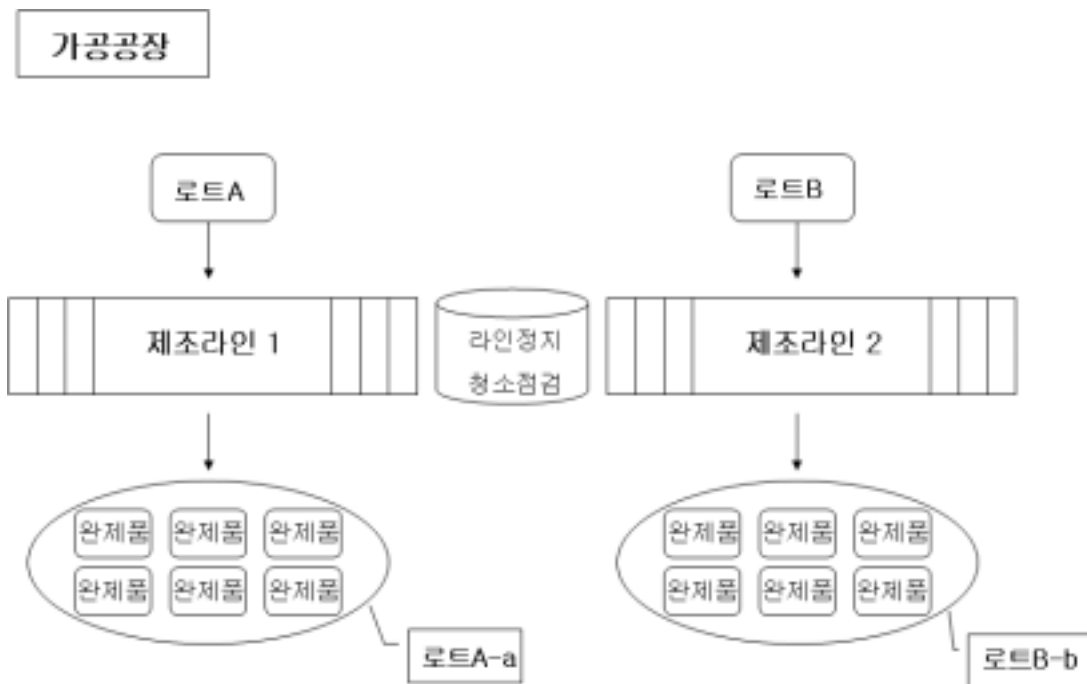 가공공장
로트A
로트B
제조라인 1
라인정지
청소점검
제조라인 2
완제품 완제품 완제품
완제품 완제품 완제품
완제품 완제품 완제품
완제품 완제품 완제품
로트A-a
로트B-b